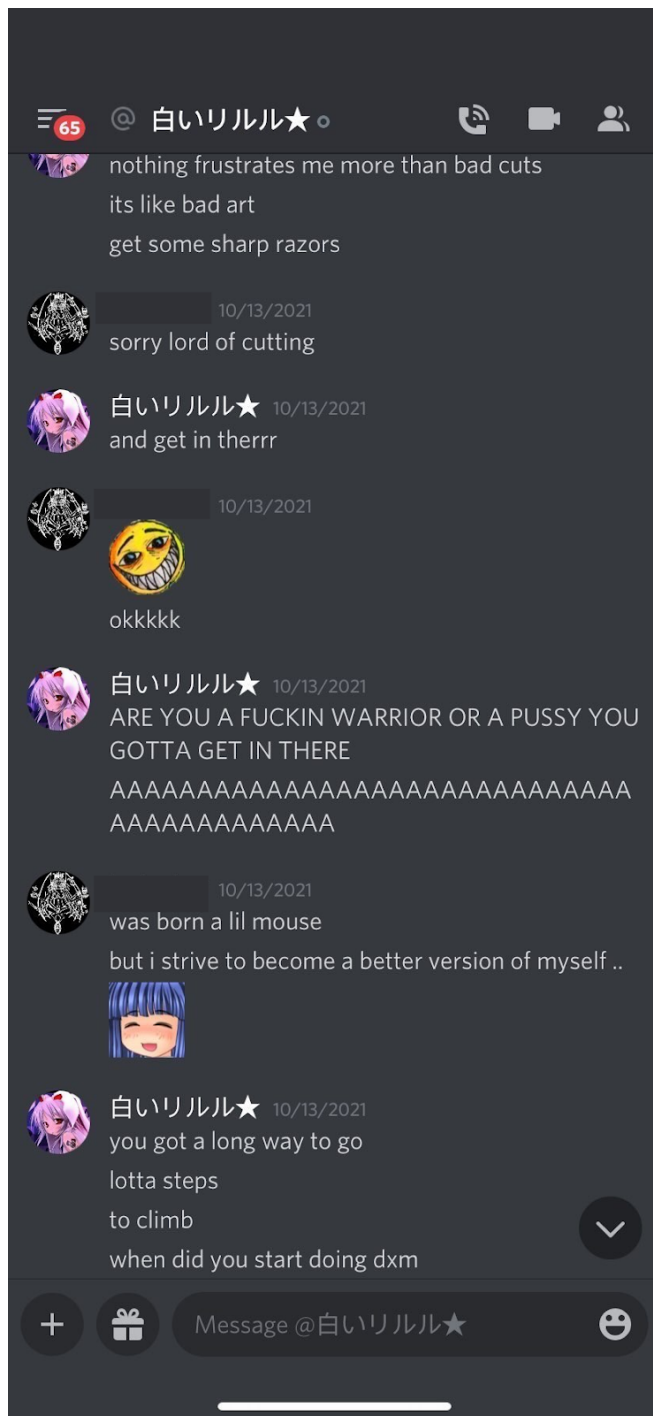 65
@ 白いリルル★
nothing frustrates me more than bad cuts
its like bad art
get some sharp razors
10/13/2021
sorry lord of cutting
白いリルル★ 10/13/2021
and get in therrr
10/13/2021
okkkkk
白いリルル★ 10/13/2021
ARE YOU A FUCKIN WARRIOR OR A PUSSY YOU
GOTTA GET IN THERE
AAAAAAAAAAAAAAAAAAAAAAAAAAAAAA
AAAAAAAAAAAAA
10/13/2021
was born a lil mouse
but i strive to become a better version of myself ..
白いリルル★ 10/13/2021
you got a long way to go
lotta steps
to climb
when did you start doing dxm
Message @白いリルル★